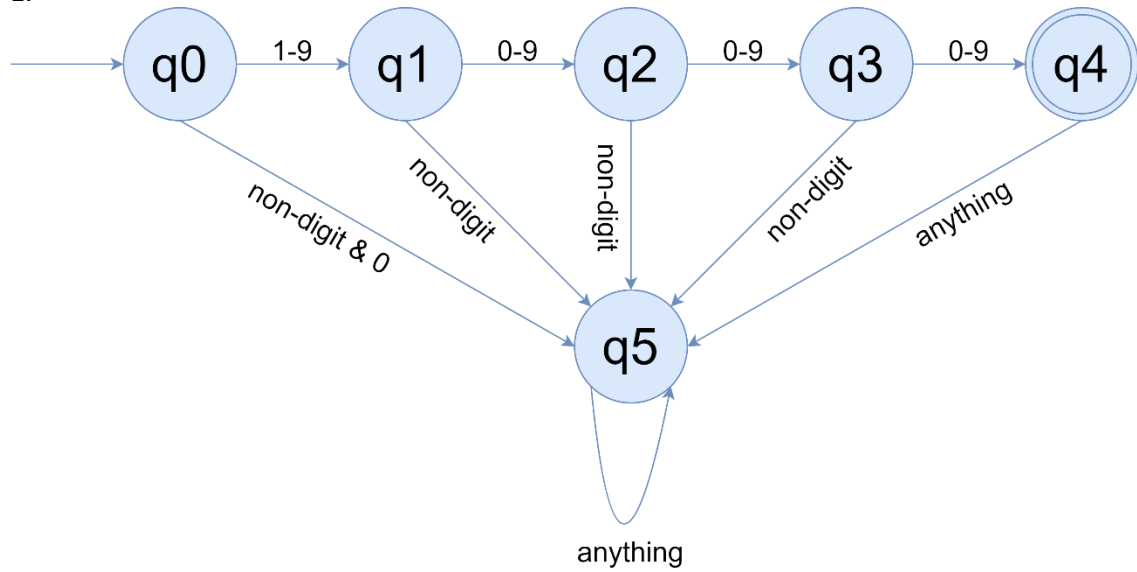 q0
1-9
q1
0-9
q2
0-9
q3
0-9
q4
non-digit & 0
non-digit
non-digit
non-digit
anything
q5
anything